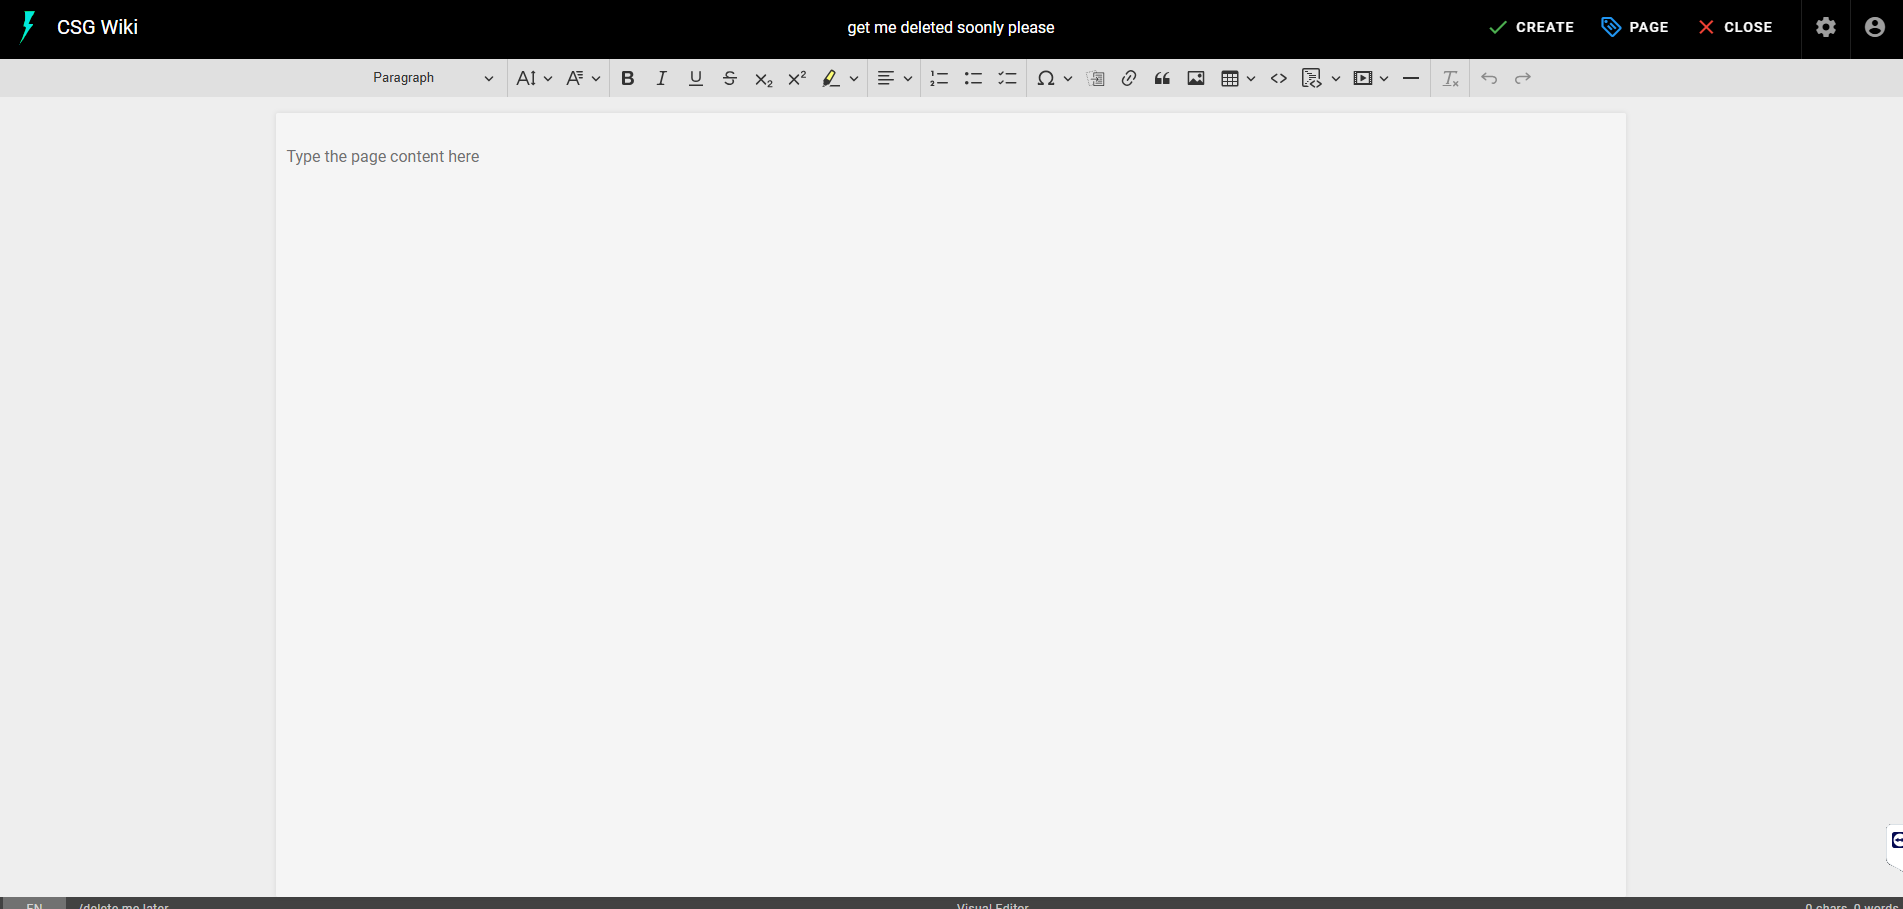 CSG Wiki
get me deleted soonly please
CREATE
PAGE
CLOSE
Paragraph
Type the page content here
EN
/delete me later
Visual Editor
0 chars, 0 words